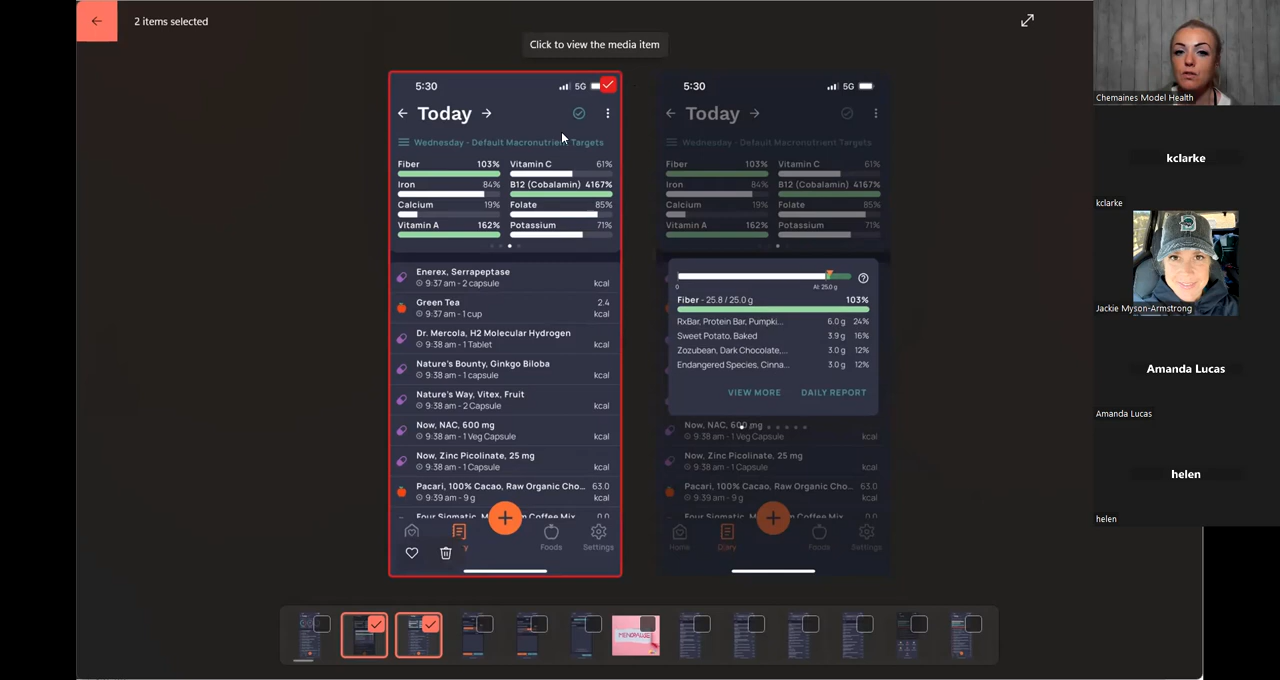 2 items selected
Click to view the media item
5:30
5G
Today
Wednesday - Default Macronutrient Targets
Fiber 103% Vitamin C 61%
Iron 84% B12 (Cobalamin) 4167%
Calcium 19% Folate 85%
Vitamin A 162% Potassium 71%
Enerex, Serrapeptase
9:37 am - 2 capsule kcal
Green Tea 2.4
9:37 am - 1 cup kcal
Dr. Mercola, H2 Molecular Hydrogen
9:38 am - 1 Tablet kcal
Nature's Bounty, Ginkgo Biloba
9:38 am - 1 capsule kcal
Nature's Way, Vitex, Fruit
9:38 am - 2 Capsule kcal
Now, NAC, 600 mg
9:38 am - 1 Veg Capsule kcal
Now, Zinc Picolinate, 25 mg
9:38 am - 1 Capsule kcal
Pacari, 100% Cacao, Raw Organic Cho... 63.0
9:39 am - 9 g kcal
Foods Settings
5:30
5G
Today
Wednesday - Default Macronutrient Targets
Fiber 103% Vitamin C 61%
Iron 84% B12 (Cobalamin) 4167%
Calcium 19% Folate 85%
Vitamin A 162% Potassium 71%
0 At: 25.0 g
Fiber - 25.8 / 25.0 g 103%
RxBar, Protein Bar, Pumpki... 6.0 g 24%
Sweet Potato, Baked 3.9 g 16%
Zozubean, Dark Chocolate,... 3.0 g 12%
Endangered Species, Cinna... 3.0 g 12%
VIEW MORE DAILY REPORT
Now, NAC, 600 mg
9:38 am - 1 Veg Capsule kcal
Now, Zinc Picolinate, 25 mg
9:38 am - 1 Capsule kcal
Pacari, 100% Cacao, Raw Organic Cho... 63.0
9:39 am - 9 g kcal
Home Diary Foods Settings
MENOPAUSE
Chemaines Model Health
kclarke
kclarke
Jackie Myson-Armstrong
Amanda Lucas
Amanda Lucas
helen
helen